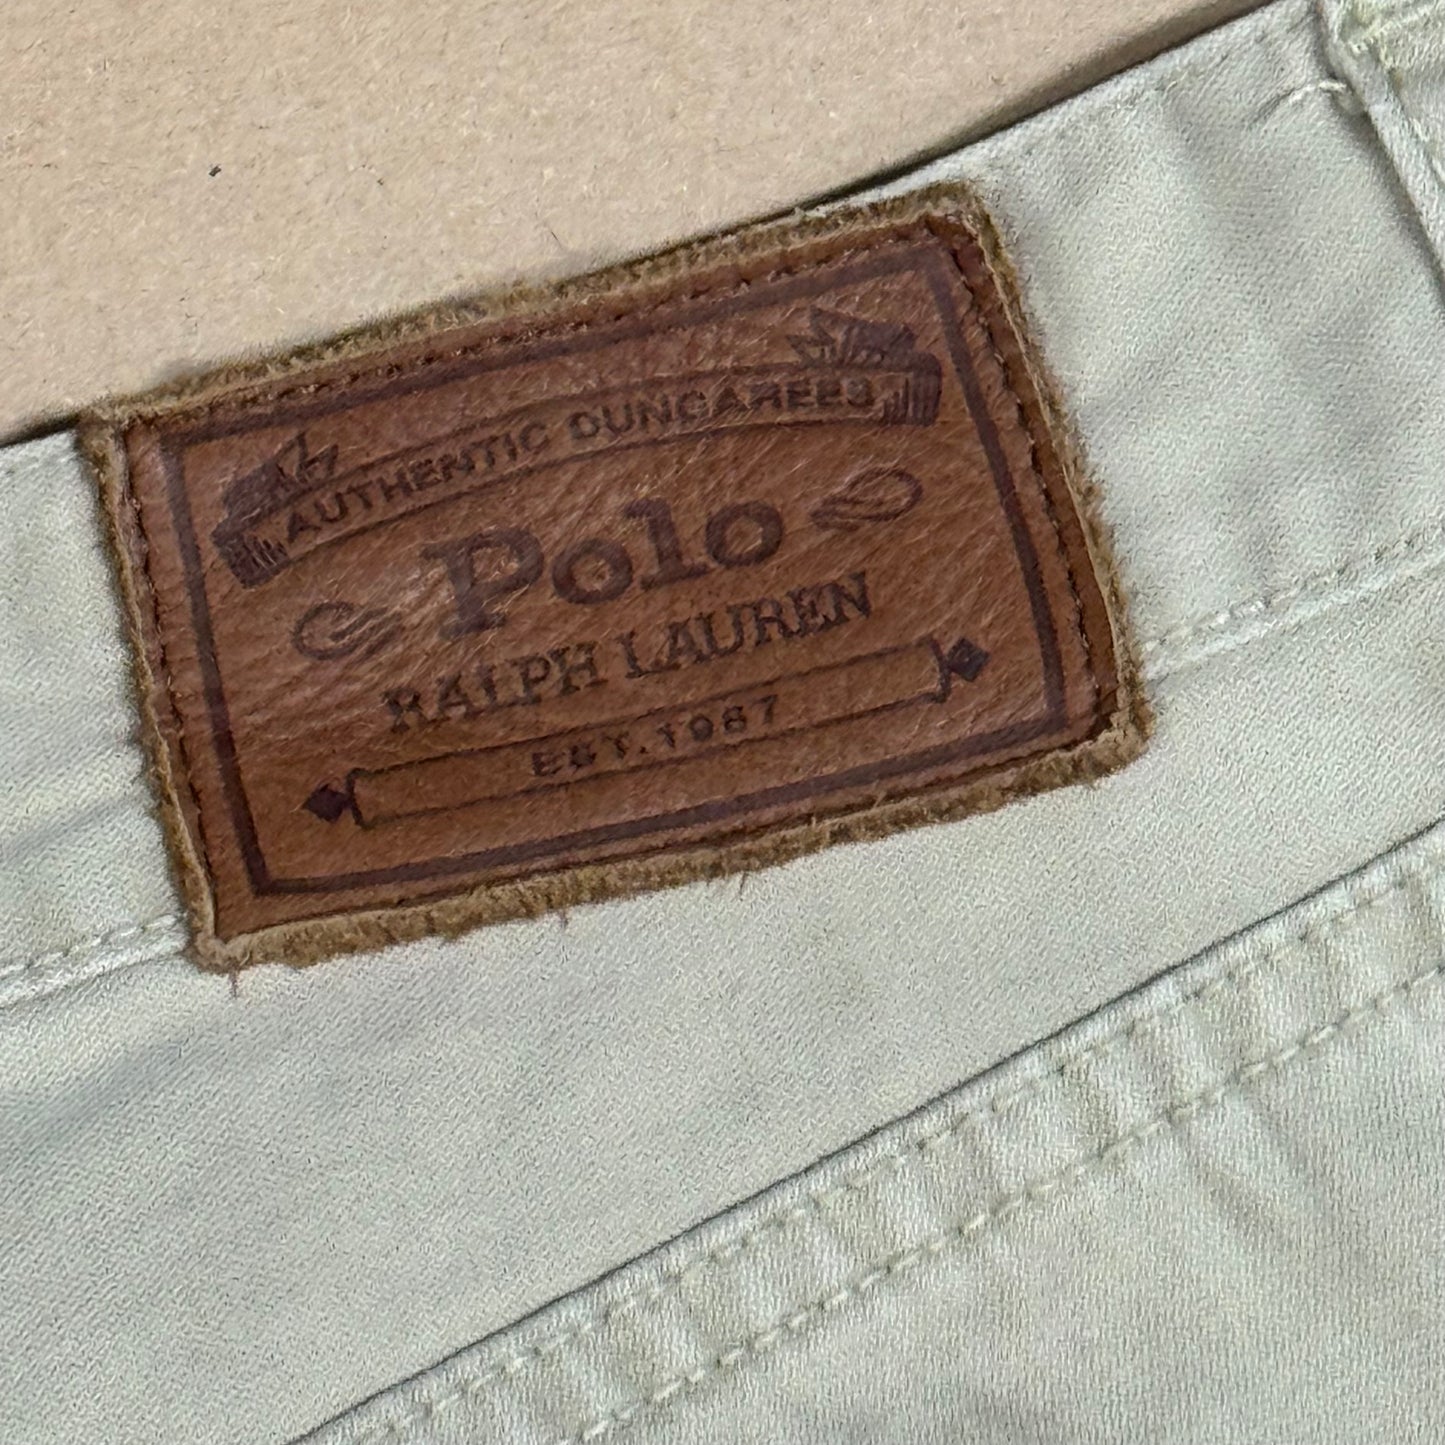 AUTHENTIC DUNGAREES
Polo
RALPH LAUREN
EST. 1967